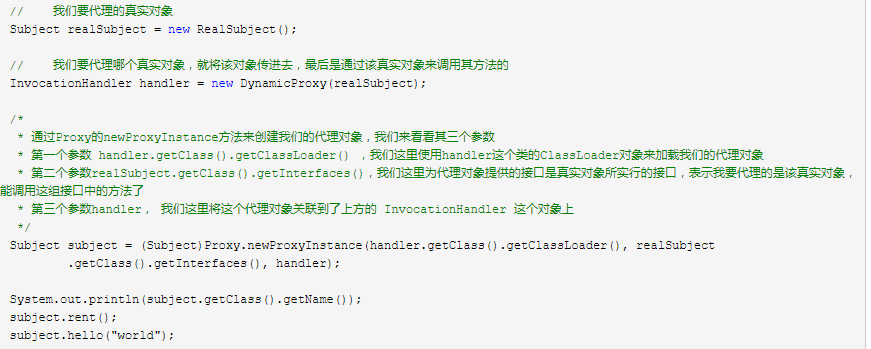 //    我们要代理的真实对象
Subject realSubject = new RealSubject();
//    我们要代理哪个真实对象，就将该对象传进去，最后是通过该真实对象来调用其方法的
InvocationHandler handler = new DynamicProxy(realSubject);
/*
 * 通过Proxy的newProxyInstance方法来创建我们的代理对象，我们来看看其三个参数
 * 第一个参数 handler.getClass().getClassLoader() ，我们这里使用handler这个类的ClassLoader对象来加载我们的代理对象
 * 第二个参数realSubject.getClass().getInterfaces()，我们这里为代理对象提供的接口是真实对象所实行的接口，表示我要代理的是该真实对象，
能调用这组接口中的方法了
 * 第三个参数handler， 我们这里将这个代理对象关联到了上方的 InvocationHandler 这个对象上
 */
Subject subject = (Subject)Proxy.newProxyInstance(handler.getClass().getClassLoader(), realSubject
        .getClass().getInterfaces(), handler);
System.out.println(subject.getClass().getName());
subject.rent();
subject.hello("world");